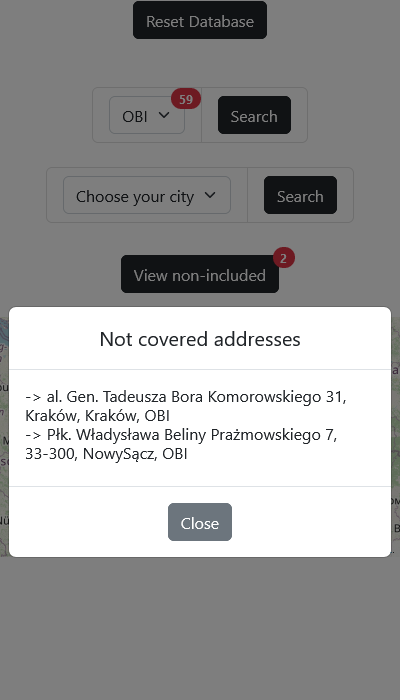 Reset Database
OBI
59
Search
Choose your city
Search
View non-included
2
Not covered addresses
-> al. Gen. Tadeusza Bora Komorowskiego 31,
Kraków, Kraków, OBI
-> Płk. Władysława Beliny Prażmowskiego 7,
33-300, NowySącz, OBI
Close